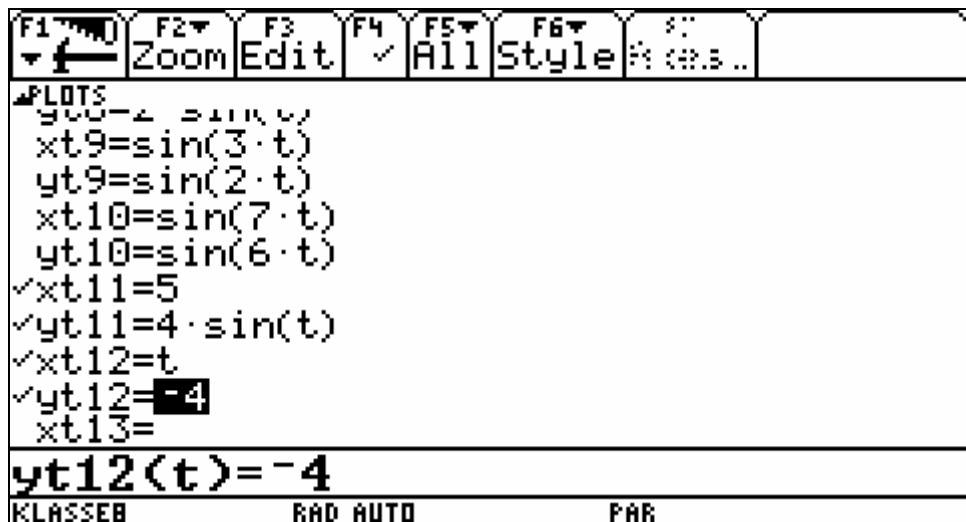 F1 F2 F3 F4 F5 F6
Zoom Edit ✓ All Style
PLOTS
xt9=sin(3·t)
yt9=sin(2·t)
xt10=sin(7·t)
yt10=sin(6·t)
✓xt11=5
✓yt11=4·sin(t)
✓xt12=t
✓yt12=⁻4
xt13=
yt12(t)=⁻4
KLASSE8 RAD AUTO PAR